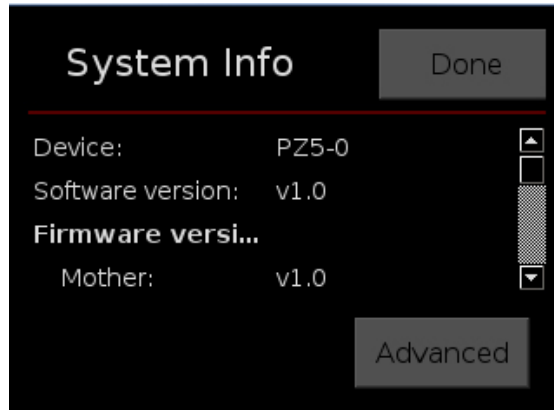 System Info Done
Device: PZ5-0
Software version: v1.0
Firmware versi...
Mother: v1.0
Advanced